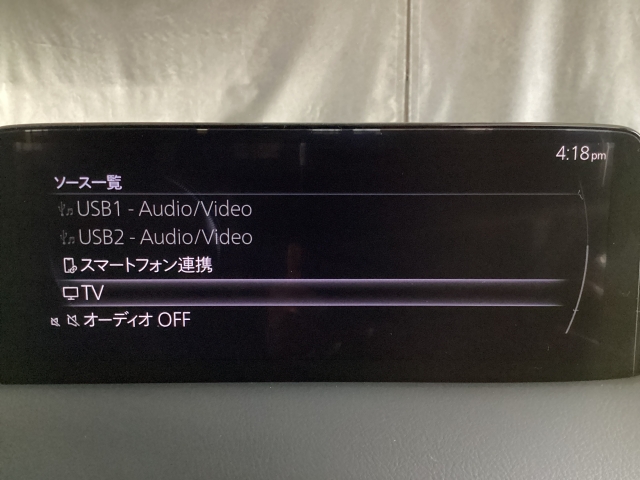 4:18pm
ソース一覧
USB1 - Audio/Video
USB2 - Audio/Video
スマートフォン連携
TV
オーディオ OFF